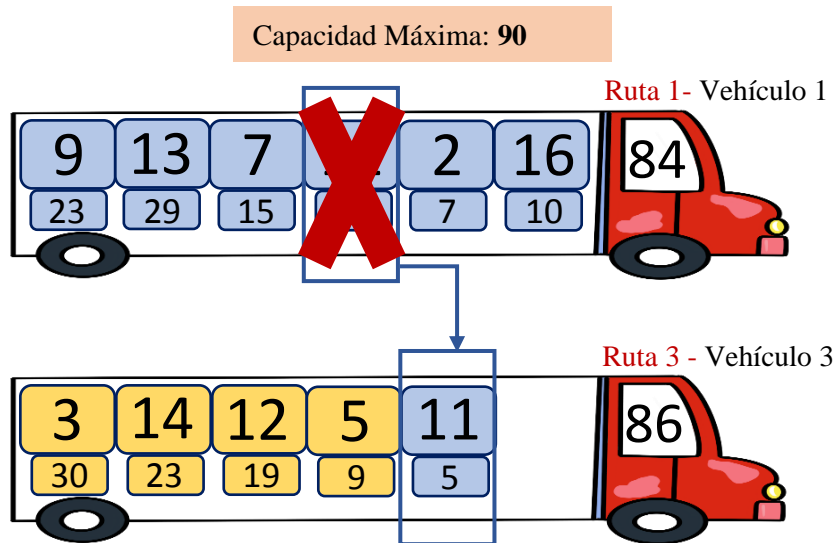 Capacidad Máxima: 90
Ruta 1- Vehículo 1
9 13 7 2 16 84
23 29 15 7 10
Ruta 3 - Vehículo 3
3 14 12 5 11 86
30 23 19 9 5